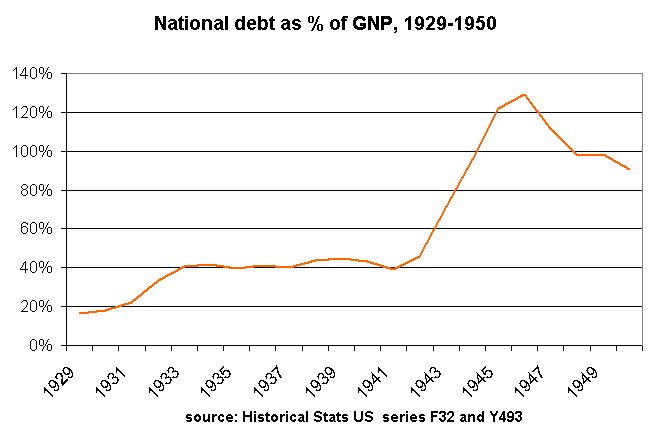 National debt as % of GNP, 1929-1950
140%
120%
100%
80%
60%
40%
20%
0%
1929 1931 1933 1935 1937 1939 1941 1943 1945 1947 1949
source: Historical Stats US  series F32 and Y493